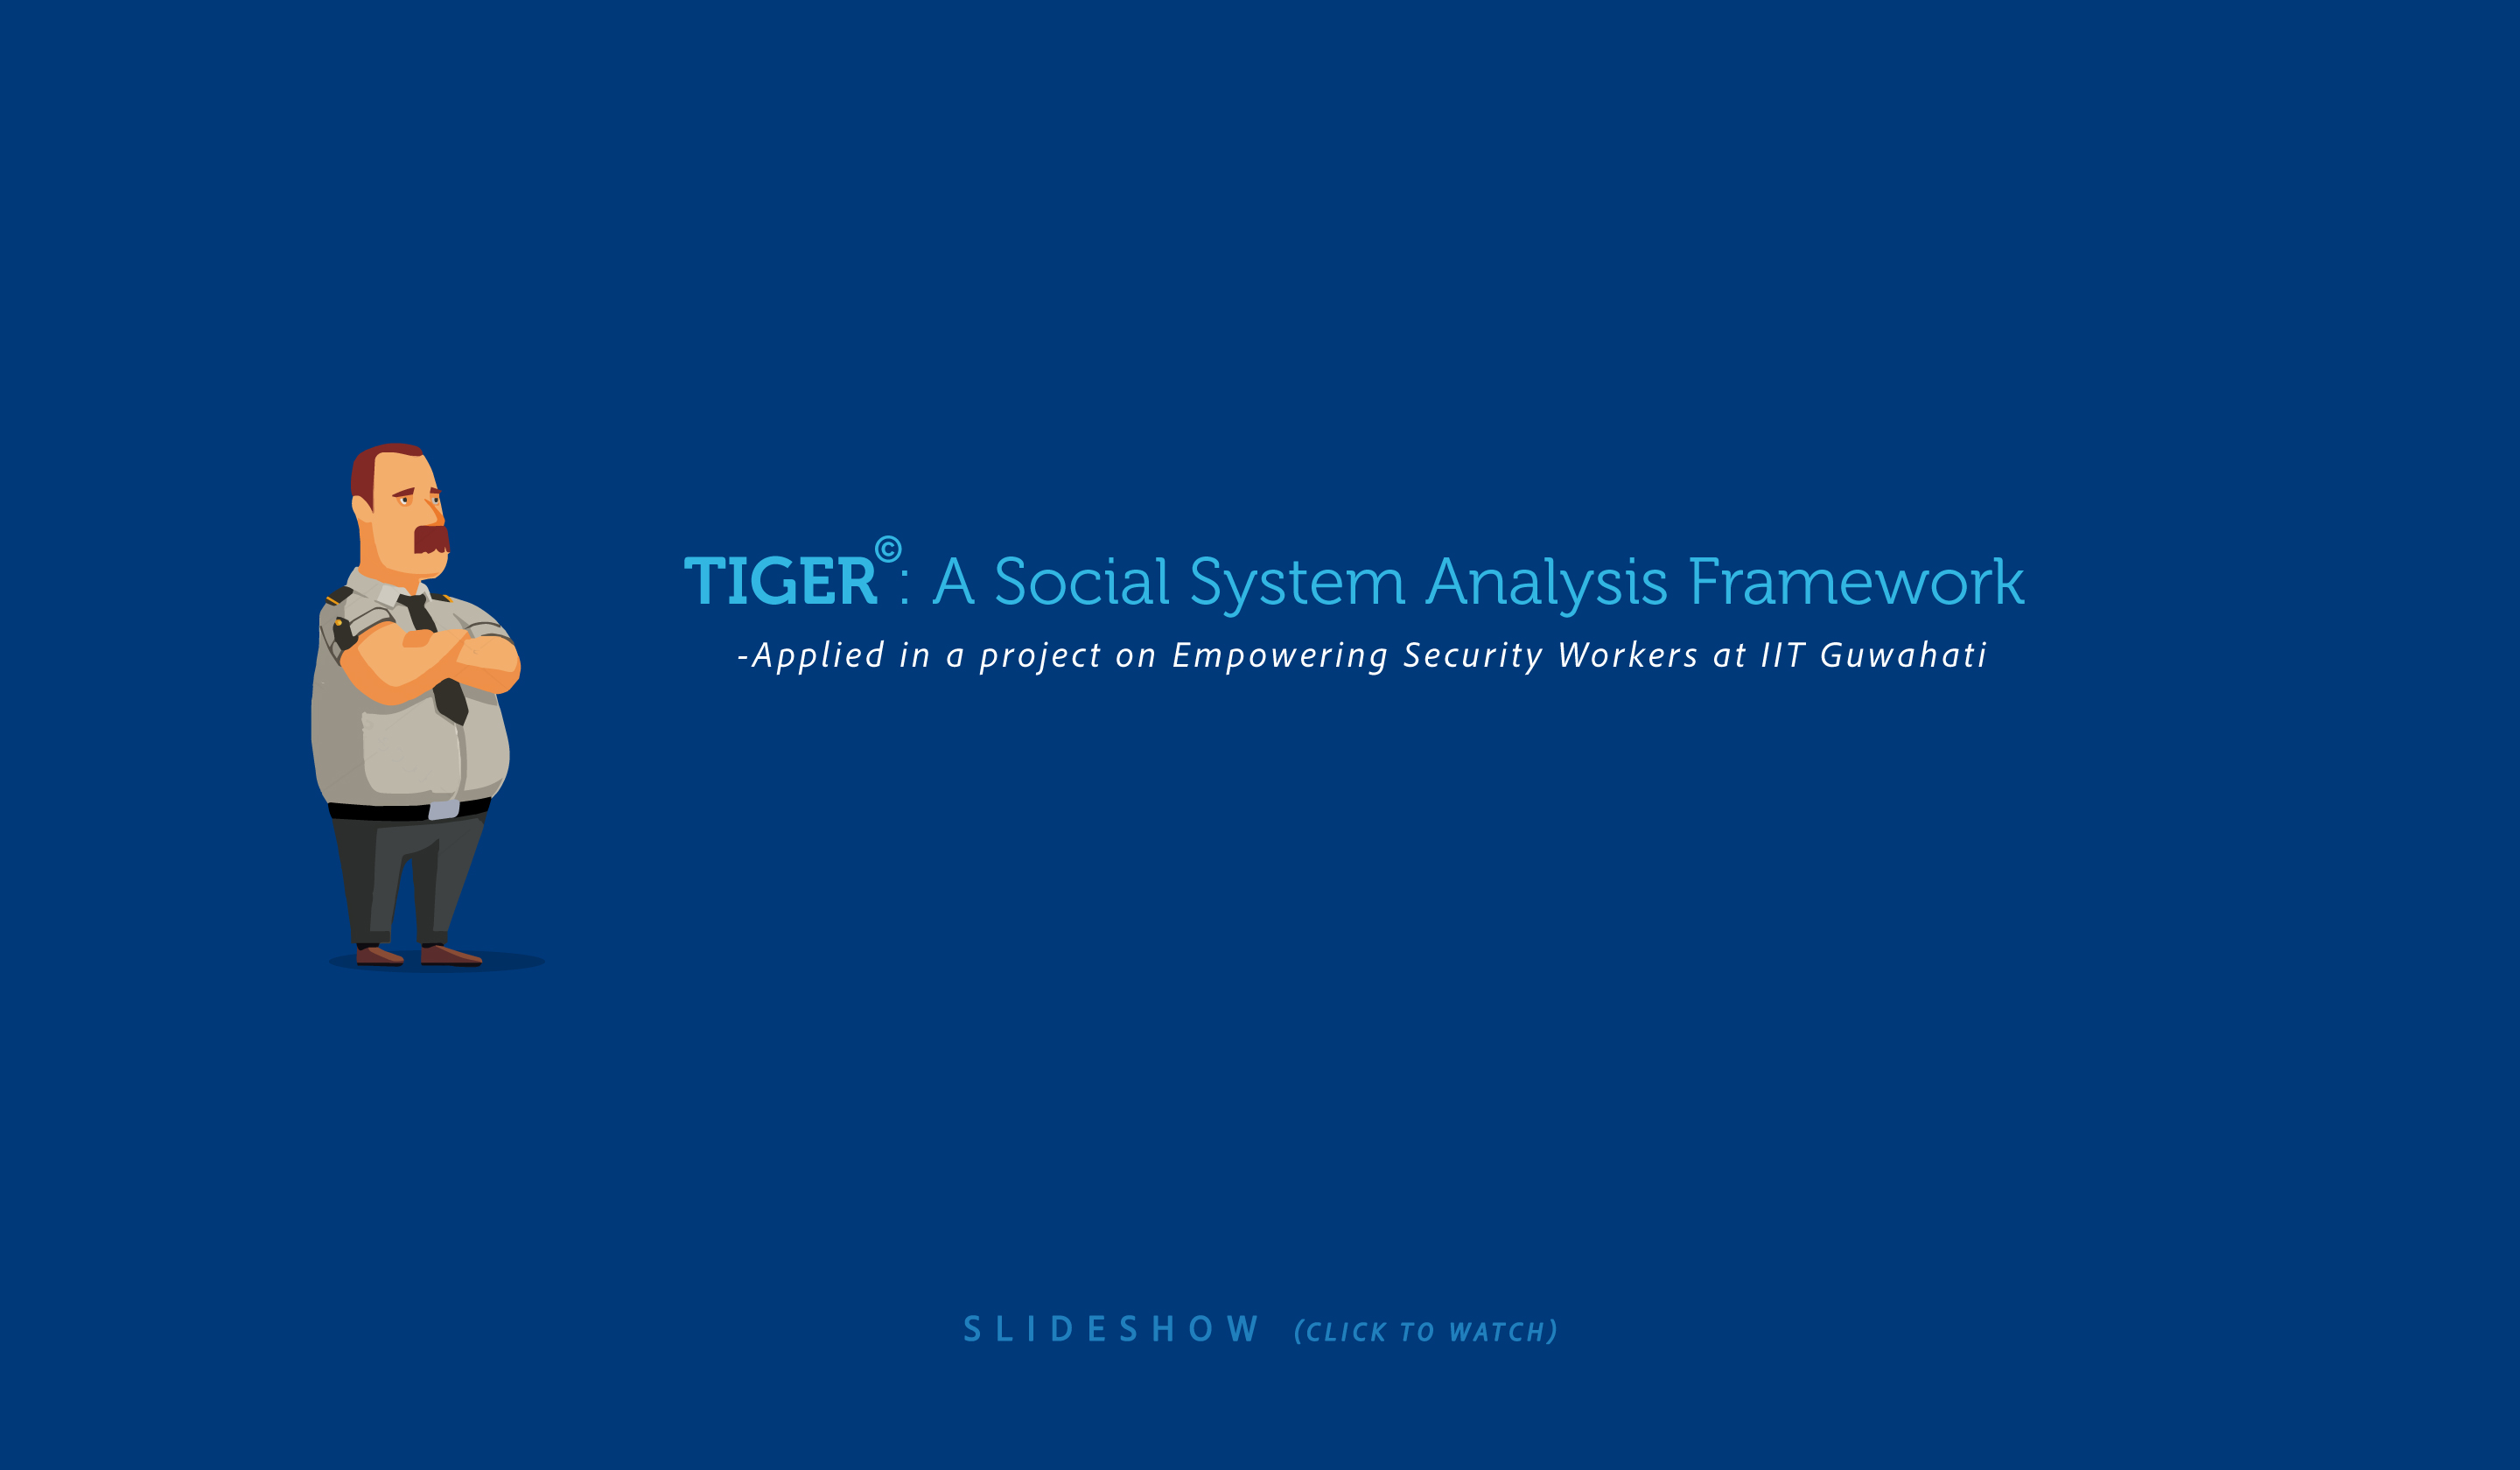 TIGER©: A Social System Analysis Framework
-Applied in a project on Empowering Security Workers at IIT Guwahati
SLIDESHOW (CLICK TO WATCH)